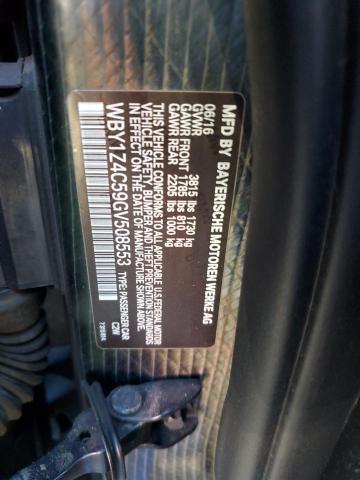 MFD BY BAYERISCHE MOTOREN WERKE AG
06/16
GVWR 3815 lbs 1730 kg
GAWR FRONT 1785 lbs 810 kg
GAWR REAR 2205 lbs 1000 kg
THIS VEHICLE CONFORMS TO ALL APPLICABLE U.S. FEDERAL MOTOR
VEHICLE SAFETY, BUMPER AND THEFT PREVENTION STANDARDS
IN EFFECT ON THE DATE OF MANUFACTURE SHOWN ABOVE.
WBY1Z4C59GV508553 TYPE: PASSENGER CAR
C2W